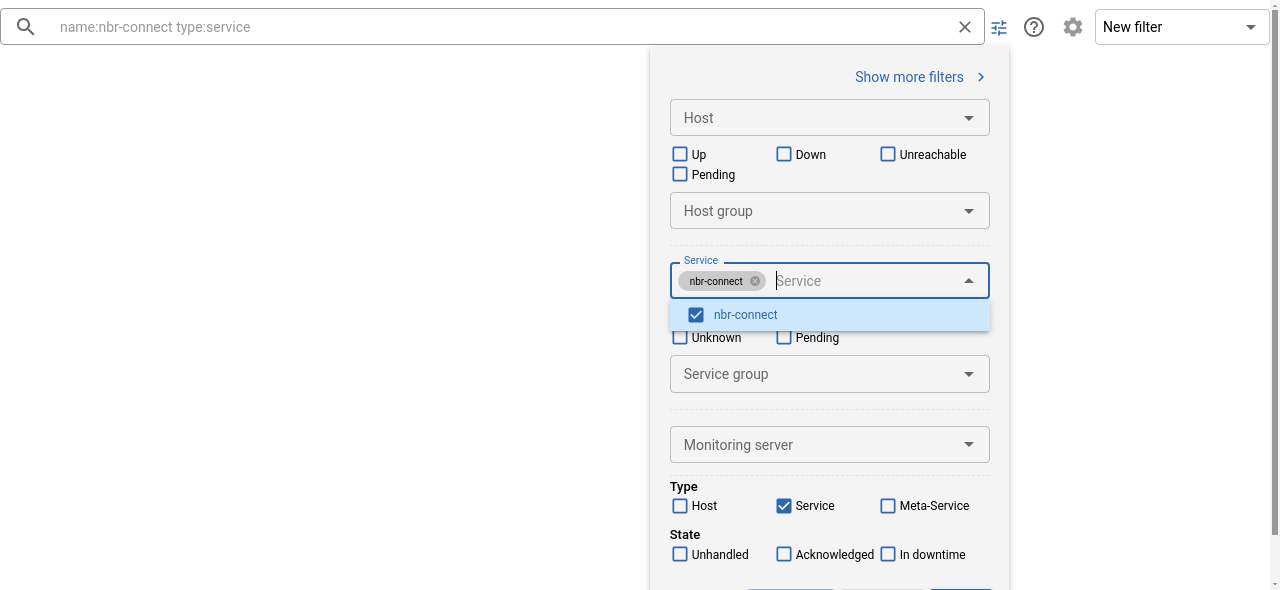 name:nbr-connect type:service
New filter
Show more filters
Host
Up Down Unreachable
Pending
Host group
Service
nbr-connect Service
nbr-connect
Unknown Pending
Service group
Monitoring server
Type
Host Service Meta-Service
State
Unhandled Acknowledged In downtime